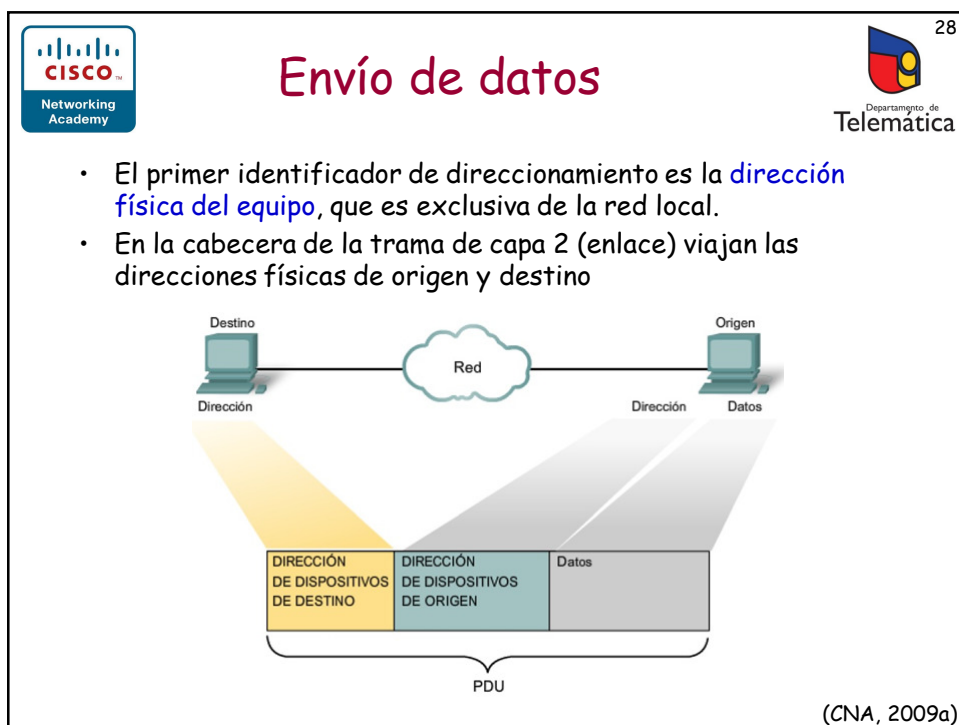 28
CISCO™
Networking
Academy
Envío de datos
Departamento de
Telemática
• El primer identificador de direccionamiento es la dirección
física del equipo, que es exclusiva de la red local.
• En la cabecera de la trama de capa 2 (enlace) viajan las
direcciones físicas de origen y destino
Destino
Origen
Red
Dirección
Dirección
Datos
DIRECCIÓN
DE DISPOSITIVOS
DE DESTINO
DIRECCIÓN
DE DISPOSITIVOS
DE ORIGEN
Datos
PDU
(CNA, 2009a)